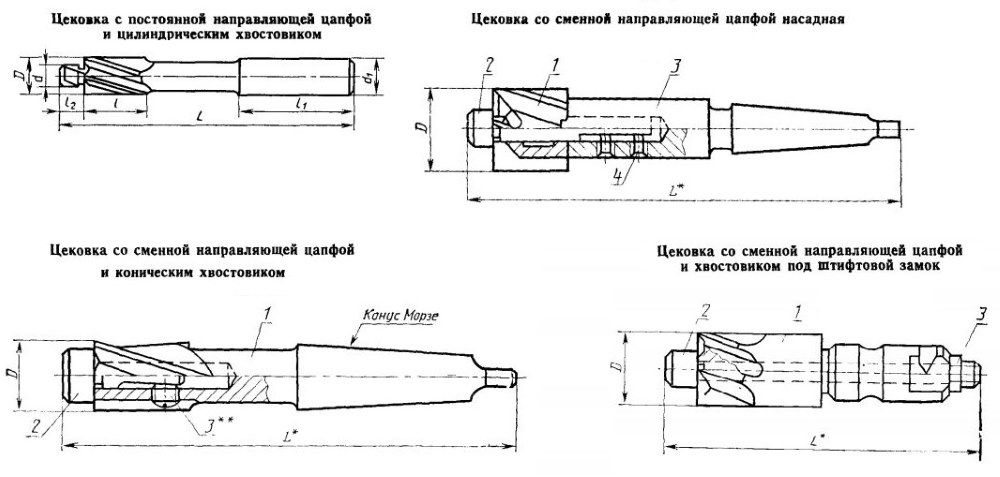 Цековка с постоянной направляющей цапфой
и цилиндрическим хвостовиком
D
d
l₂
l
l₁
L
d₁
Цековка со сменной направляющей цапфой насадная
2
1
3
D
4
L*
Цековка со сменной направляющей цапфой
и коническим хвостовиком
1
Конус Морзе
D
2
3**
L*
Цековка со сменной направляющей цапфой
и хвостовиком под штифтовой замок
2
1
3
D
L*